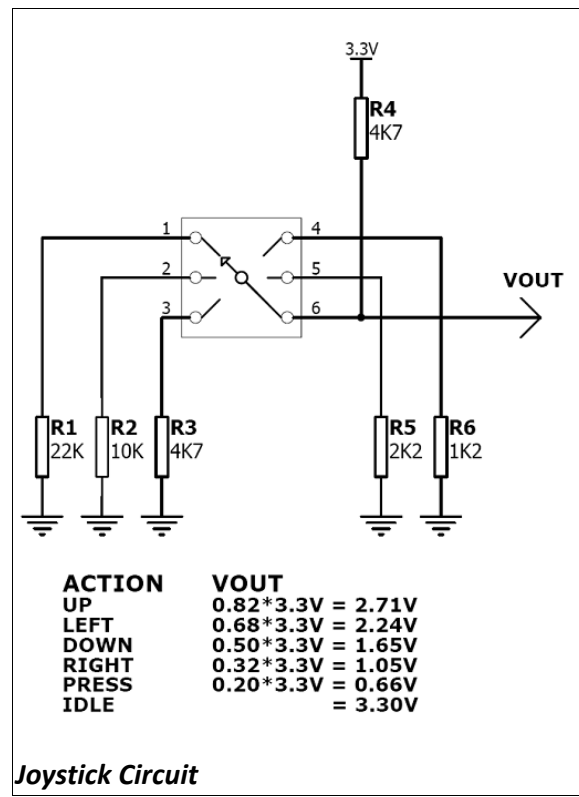 3.3V
R4
4K7
1
4
2
5
VOUT
3
6
R1
R2
R3
R5
R6
22K
10K
4K7
2K2
1K2
ACTION VOUT
UP 0.82*3.3V = 2.71V
LEFT 0.68*3.3V = 2.24V
DOWN 0.50*3.3V = 1.65V
RIGHT 0.32*3.3V = 1.05V
PRESS 0.20*3.3V = 0.66V
IDLE = 3.30V
Joystick Circuit